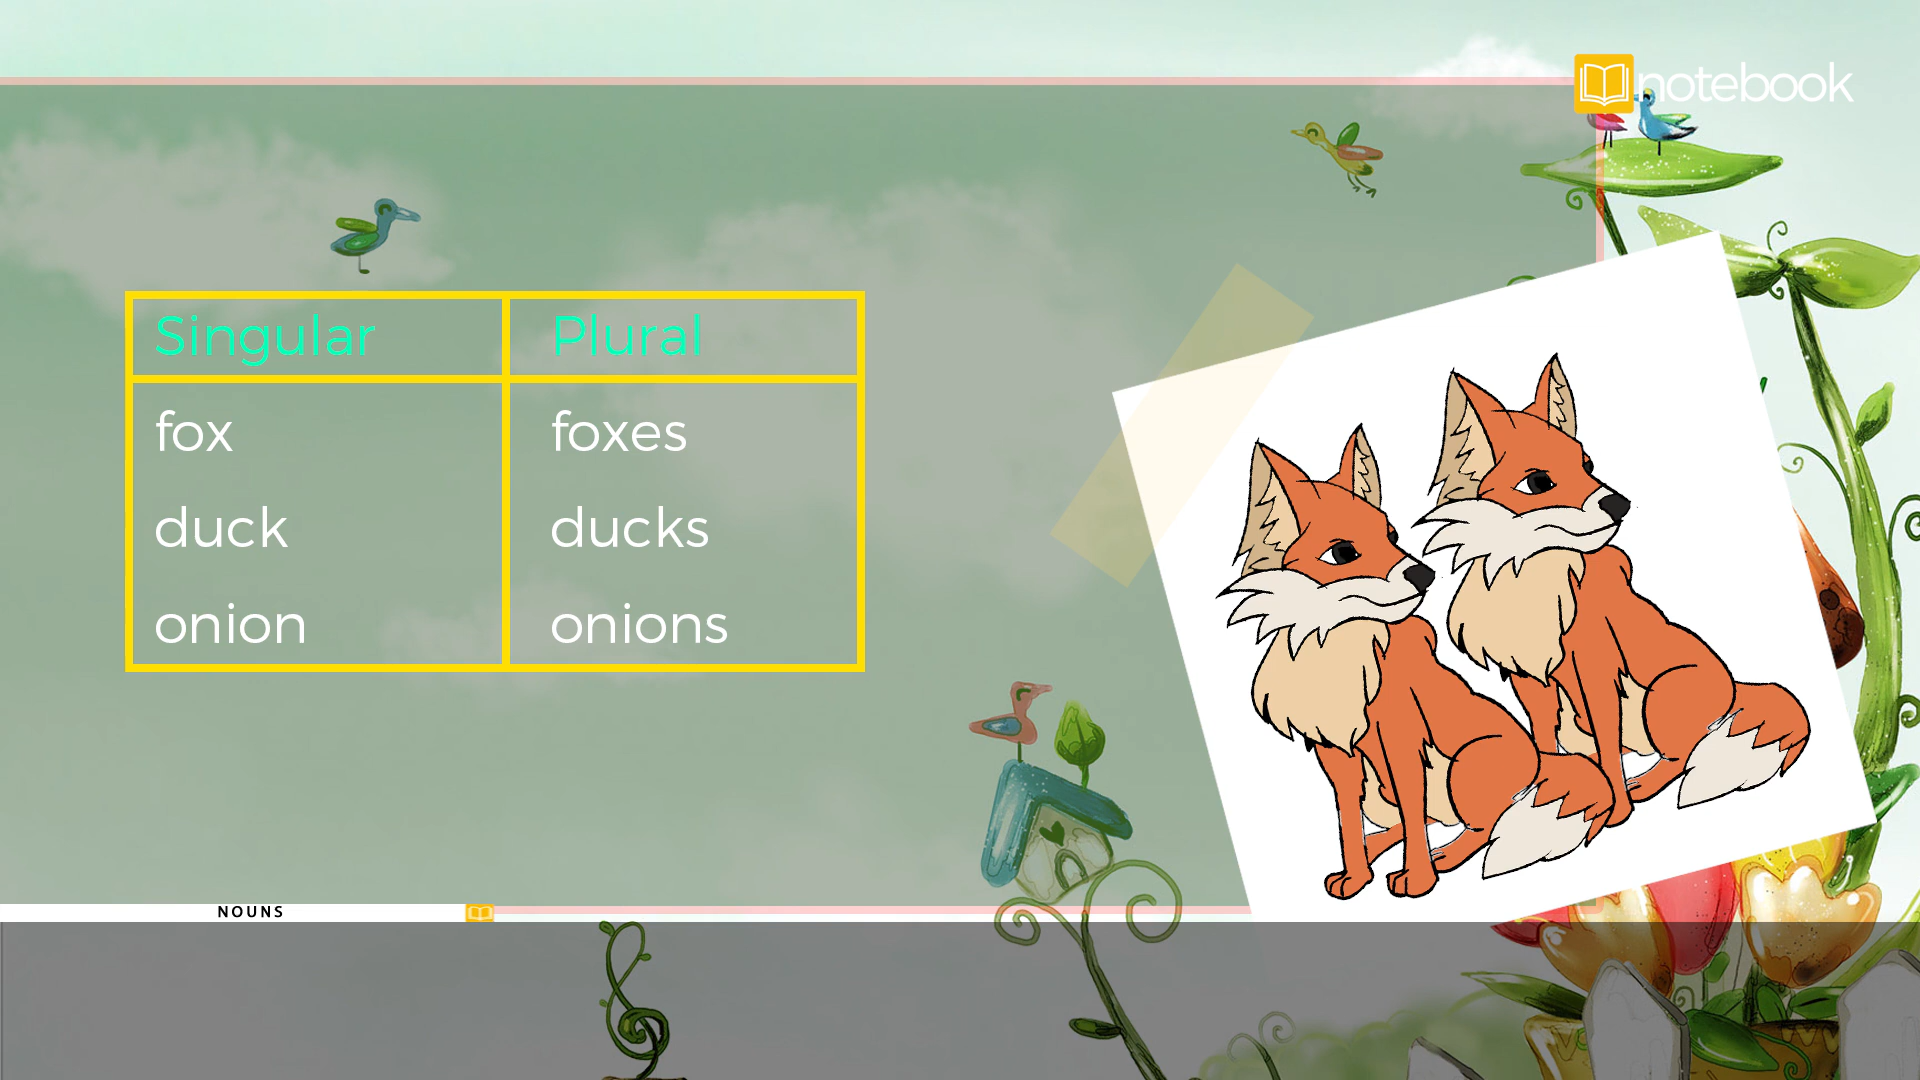 notebook
Singular Plural
fox foxes
duck ducks
onion onions
NOUNS